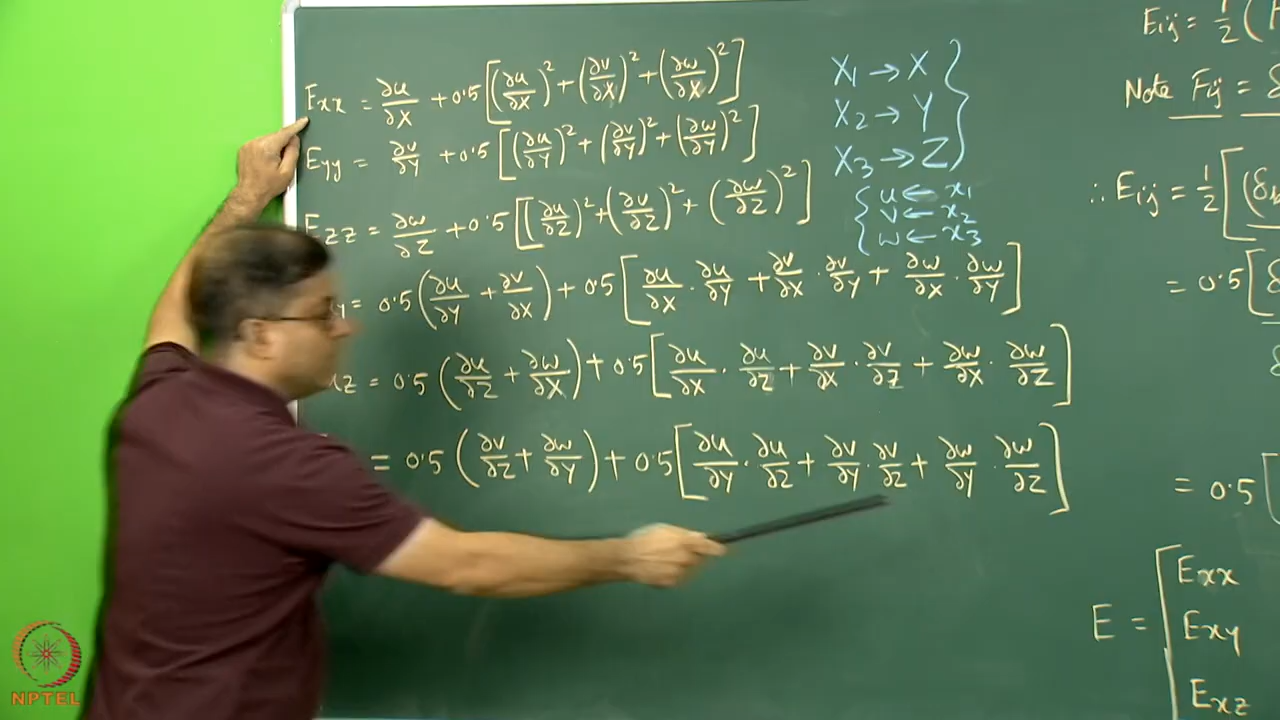 Exx = ∂u/∂X + 0.5 [(∂u/∂X)² + (∂v/∂X)² + (∂w/∂X)²]
Eyy = ∂v/∂Y + 0.5 [(∂u/∂Y)² + (∂v/∂Y)² + (∂w/∂Y)²]
Ezz = ∂w/∂Z + 0.5 [(∂u/∂Z)² + (∂v/∂Z)² + (∂w/∂Z)²]
y = 0.5 (∂u/∂Y + ∂v/∂X) + 0.5 [∂u/∂X · ∂u/∂Y + ∂v/∂X · ∂v/∂Y + ∂w/∂X · ∂w/∂Y]
xz = 0.5 (∂u/∂Z + ∂w/∂X) + 0.5 [∂u/∂X · ∂u/∂Z + ∂v/∂X · ∂v/∂Z + ∂w/∂X · ∂w/∂Z]
= 0.5 (∂v/∂Z + ∂w/∂Y) + 0.5 [∂u/∂Y · ∂u/∂Z + ∂v/∂Y · ∂v/∂Z + ∂w/∂Y · ∂w/∂Z]
X₁ → X
X₂ → Y
X₃ → Z
u ← x₁
v ← x₂
w ← x₃
Eij = 1/2 (
Note Fij =
∴ Eij = 1/2 [(
= 0.5 [
= 0.5 [
E = [Exx
Exy
Exz
NPTEL